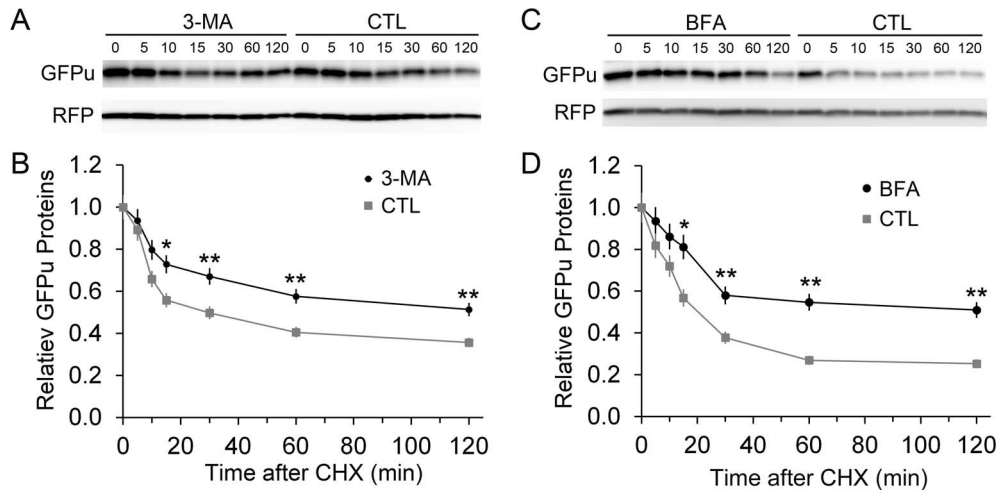 A
3-MA CTL
0 5 10 15 30 60 120 0 5 10 15 30 60 120
GFPu
RFP
B
1.2
1.0
0.8
0.6
0.4
0.2
0.0
Relatiev GFPu Proteins
3-MA
CTL
* ** ** **
0 20 40 60 80 100 120
Time after CHX (min)
C
BFA CTL
0 5 10 15 30 60 120 0 5 10 15 30 60 120
GFPu
RFP
D
1.2
1.0
0.8
0.6
0.4
0.2
0.0
Relative GFPu Proteins
BFA
CTL
* ** ** **
0 20 40 60 80 100 120
Time after CHX (min)